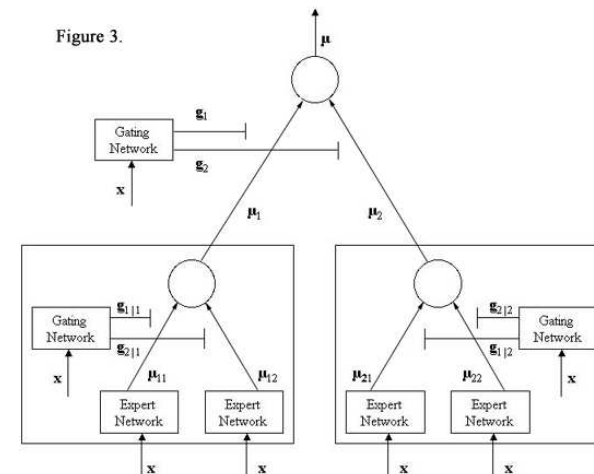 Figure 3.
μ
g1
Gating
Network
g2
x
μ1
μ2
g1|1
Gating
Network
g2|1
x
μ11
μ12
Expert
Network
Expert
Network
x
x
g2|2
Gating
Network
g1|2
x
μ21
μ22
Expert
Network
Expert
Network
x
x